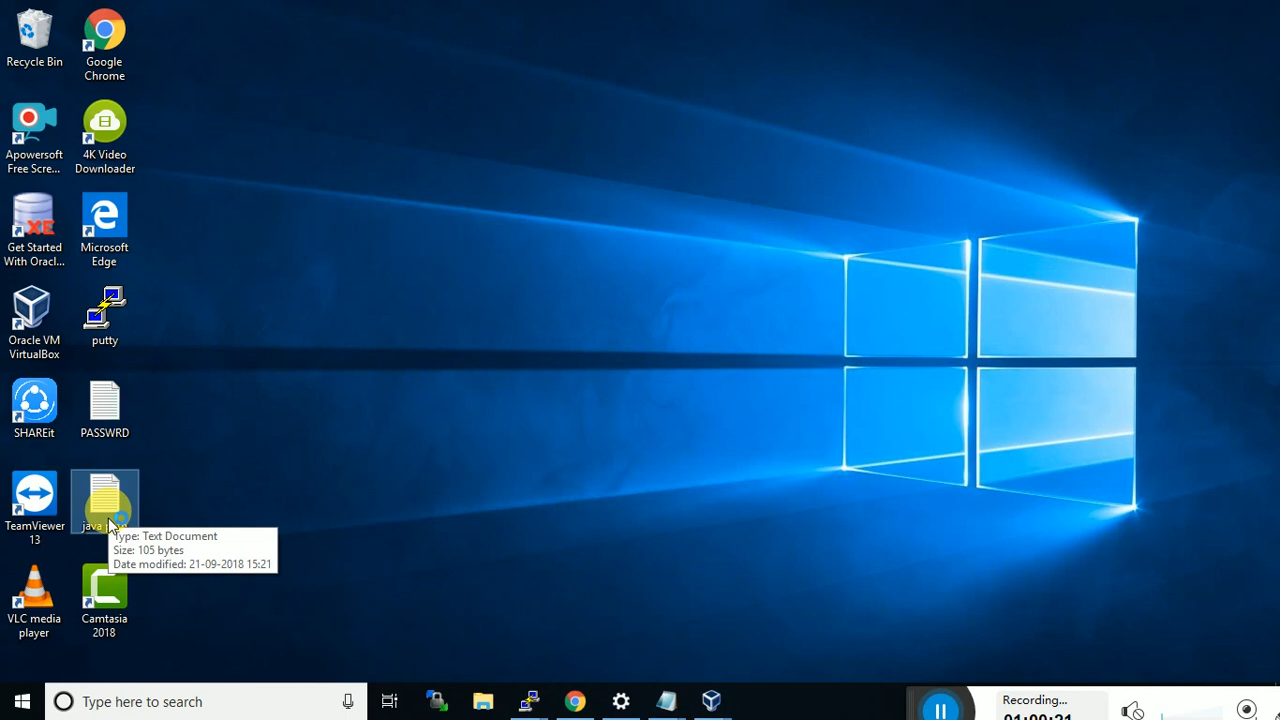 Recycle Bin
Google
Chrome
Apowersoft
Free Scre...
4K Video
Downloader
XE
Get Started
With Oracl...
Microsoft
Edge
Oracle VM
VirtualBox
putty
SHAREit
PASSWRD
TeamViewer
13
java
Type: Text Document
Size: 105 bytes
Date modified: 21-09-2018 15:21
VLC media
player
Camtasia
2018
Type here to search
Recording...
01:00:21